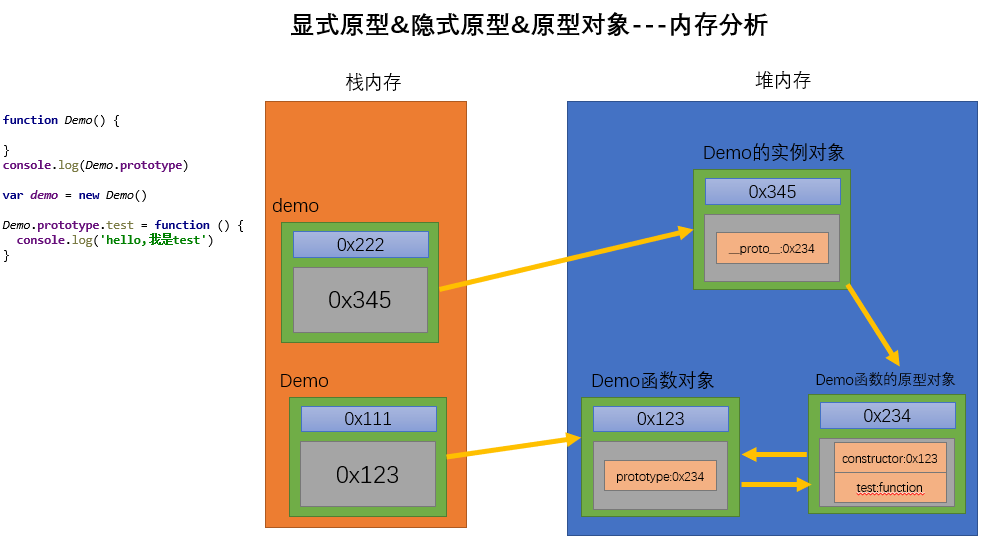 显式原型&隐式原型&原型对象---内存分析
function Demo() {
}
console.log(Demo.prototype)
var demo = new Demo()
Demo.prototype.test = function () {
console.log('hello,我是test')
}
栈内存
demo
0x222
0x345
Demo
0x111
0x123
堆内存
Demo的实例对象
0x345
__proto__:0x234
Demo函数对象
0x123
prototype:0x234
Demo函数的原型对象
0x234
constructor:0x123
test:function